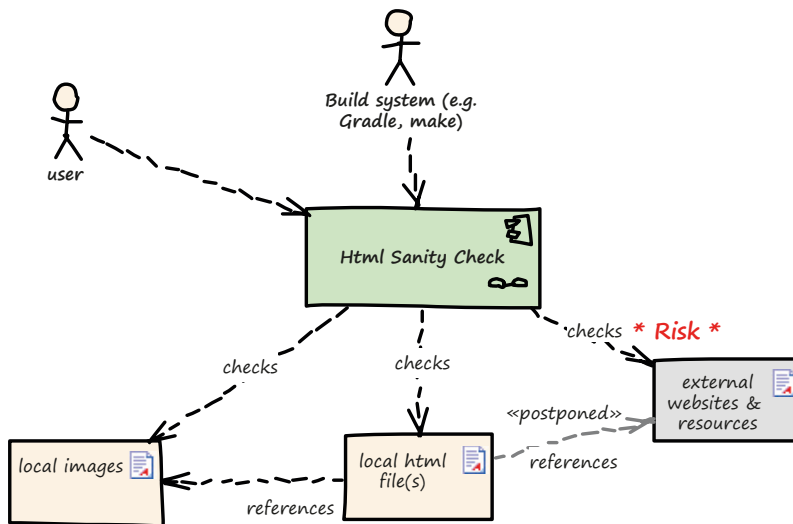 Build system (e.g.
Gradle, make)
user
Html Sanity Check
checks * Risk *
checks
checks
external
websites &
resources
«postponed»
local images
local html
file(s)
references
references